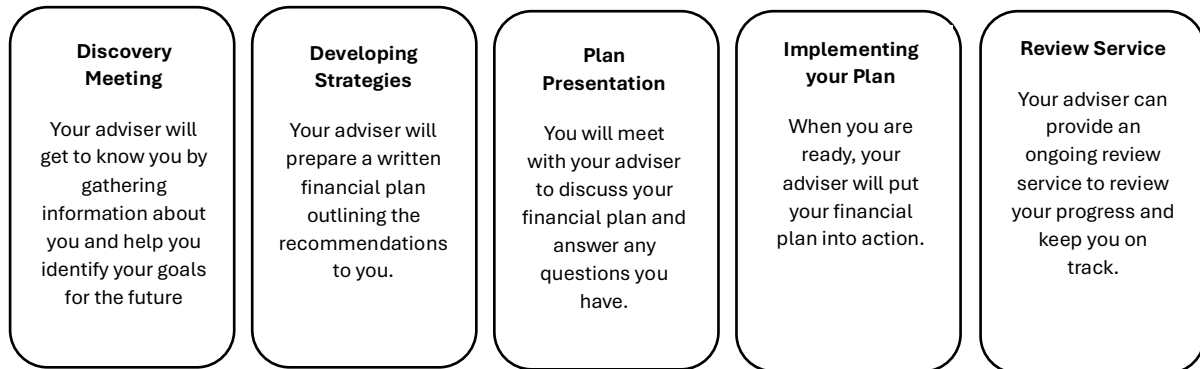 Discovery
Meeting
Your adviser will
get to know you by
gathering
information about
you and help you
identify your goals
for the future
Developing
Strategies
Your adviser will
prepare a written
financial plan
outlining the
recommendations
to you.
Plan
Presentation
You will meet
with your adviser
to discuss your
financial plan and
answer any
questions you
have.
Implementing
your Plan
When you are
ready, your
adviser will put
your financial
plan into action.
Review Service
Your adviser can
provide an
ongoing review
service to review
your progress and
keep you on
track.